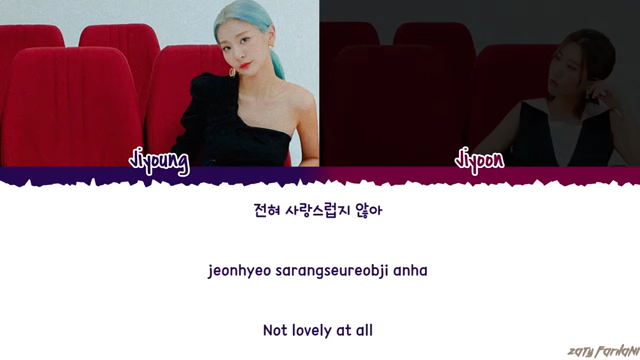 Jiyoung
Jiyoon
전혀 사랑스럽지 않아
jeonhyeo sarangseureobji anha
Not lovely at all
Zaty Farhani